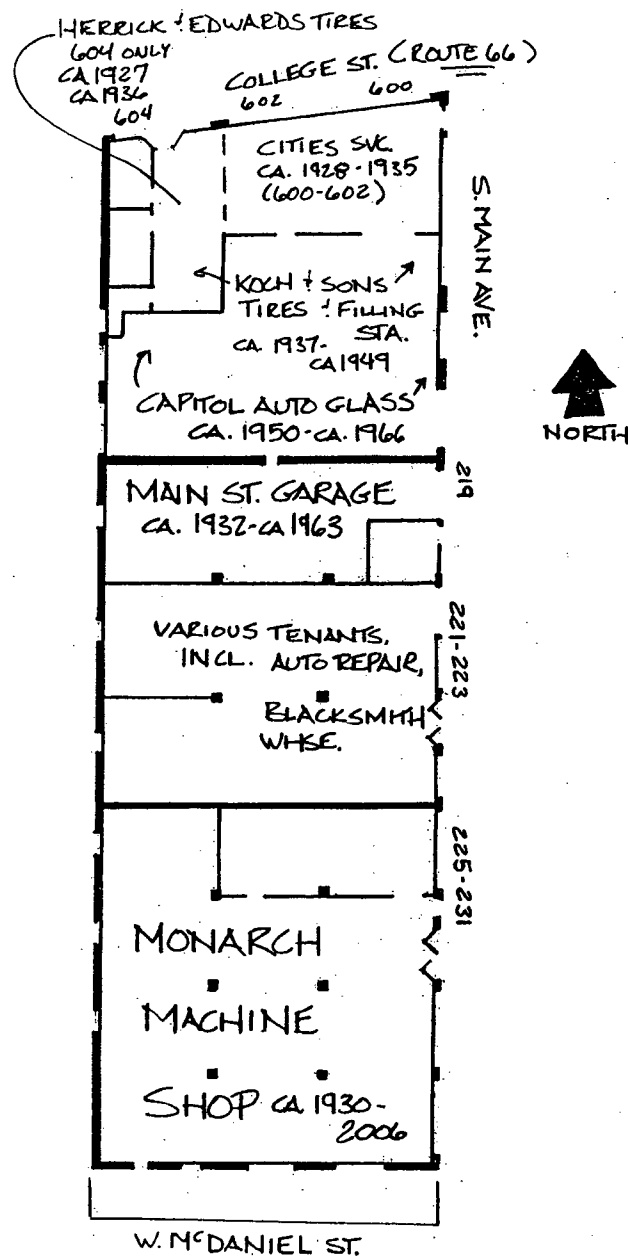 HERRICK & EDWARDS TIRES
604 ONLY
CA 1927
CA 1936
604
COLLEGE ST. (ROUTE 66)
602 600
CITIES SVC.
CA. 1928-1935
(600-602)
S. MAIN AVE.
KOCH & SONS
TIRES & FILLING
STA.
CA. 1937-
CA 1949
CAPITOL AUTO GLASS
CA. 1950-CA. 1966
NORTH
219
MAIN ST. GARAGE
CA. 1932-CA 1963
221-223
VARIOUS TENANTS,
INCL. AUTO REPAIR,
BLACKSMITH
WHSE.
225-231
MONARCH
MACHINE
SHOP CA 1930-
2006
W. McDANIEL ST.